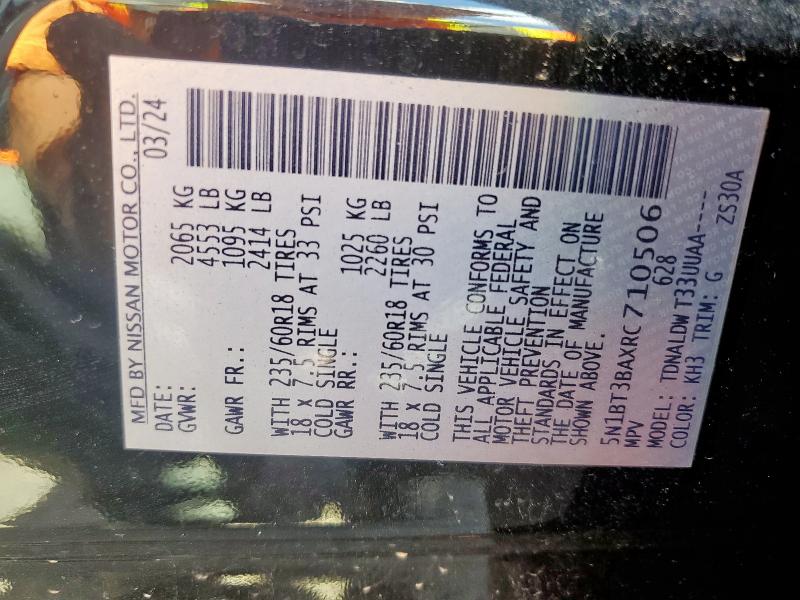 MFD BY NISSAN MOTOR CO., LTD.
DATE: 03/24
GVWR: 2065 KG
4553 LB
GAWR FR.: 1095 KG
2414 LB
WITH 235/60R18 TIRES
18 X 7.5 RIMS AT 33 PSI
COLD SINGLE
GAWR RR.: 1025 KG
2260 LB
WITH 235/60R18 TIRES
18 X 7.5 RIMS AT 30 PSI
COLD SINGLE
THIS VEHICLE CONFORMS TO
ALL APPLICABLE FEDERAL
MOTOR VEHICLE SAFETY AND
THEFT PREVENTION
STANDARDS IN EFFECT ON
THE DATE OF MANUFACTURE
SHOWN ABOVE.
5N1BT3BAXRC710506
MPV 628
MODEL: TDNALDWT33UUAA-----
COLOR: KH3 TRIM: G ZS30A